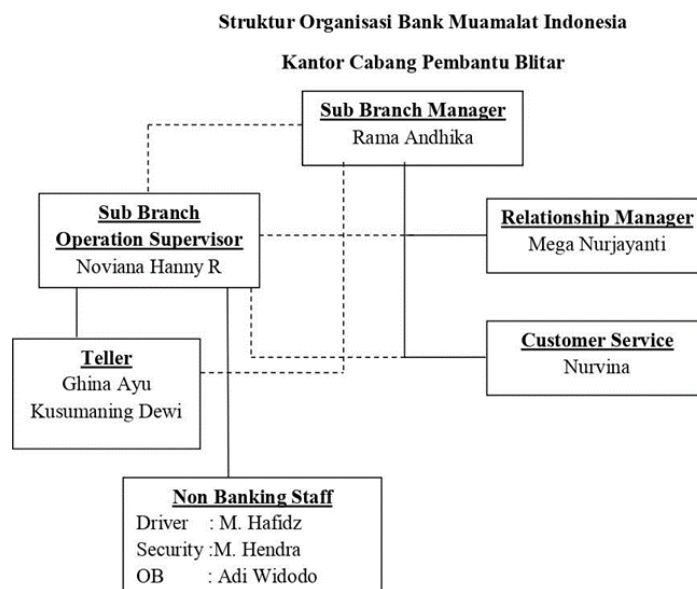 Struktur Organisasi Bank Muamalat Indonesia
Kantor Cabang Pembantu Blitar
Sub Branch Manager
Rama Andhika
Sub Branch
Operation Supervisor
Noviana Hanny R
Relationship Manager
Mega Nurjayanti
Teller
Ghina Ayu
Kusumaning Dewi
Customer Service
Nurvina
Non Banking Staff
Driver : M. Hafidz
Security :M. Hendra
OB : Adi Widodo